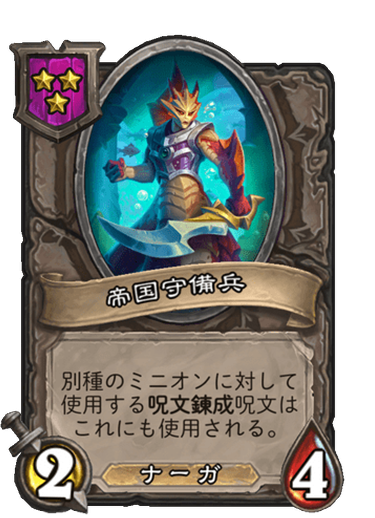 帝国守備兵
別種のミニオンに対して
使用する呪文錬成呪文は
これにも使用される。
2
ナーガ
4